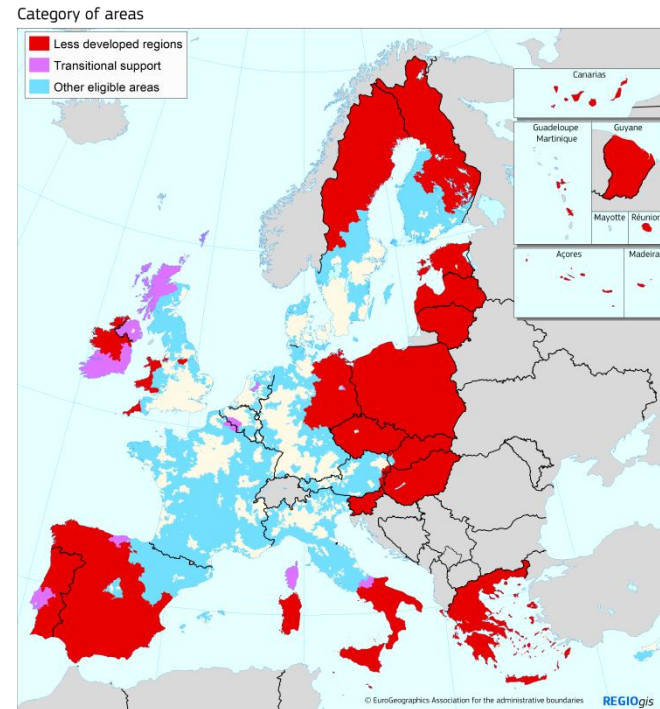 Category of areas
Less developed regions
Transitional support
Other eligible areas
Canarias
Guadeloupe
Martinique
Guyane
Mayotte
Réunion
Açores
Madeira
© EuroGeographics Association for the administrative boundaries
REGIOgis